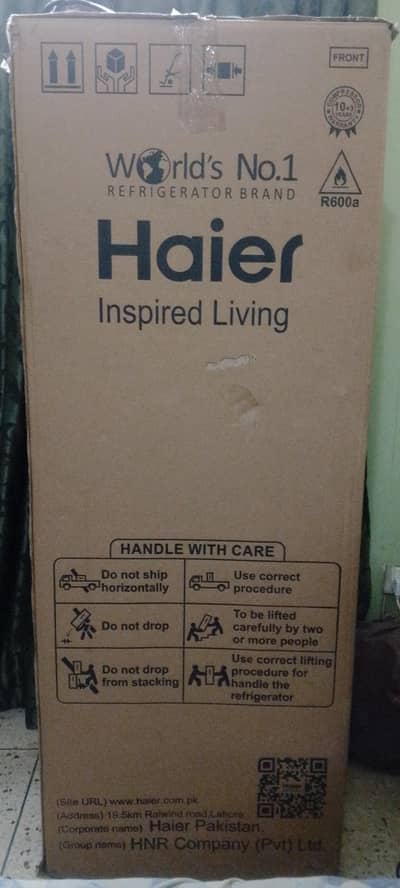 FRONT
COMPRESSOR
10
YEARS
WARRANTY
World's No.1
REFRIGERATOR BRAND
R600a
Haier
Inspired Living
HANDLE WITH CARE
Do not ship
horizontally
Use correct
procedure
Do not drop
To be lifted
carefully by two
or more people
Do not drop
from stacking
Use correct lifting
procedure for
handle the
refrigerator
(Site URL) www.haier.com.pk
(Address) 19.5km Raiwind road,Lahore.
(Corporate name) Haier Pakistan.
(Group name) HNR Company (Pvt) Ltd.